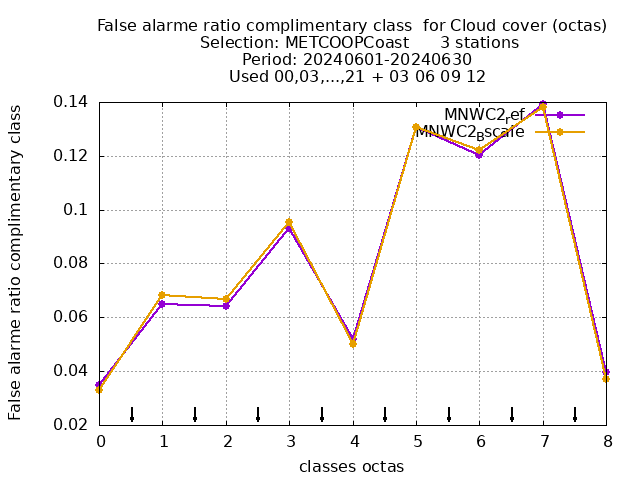 False alarme ratio complimentary class  for Cloud cover (octas)
Selection: METCOOPCoast      3 stations
Period: 20240601-20240630
Used 00,03,...,21 + 03 06 09 12
MNWC2ref
MNWC2Bscale
False alarme ratio complimentary class
0.14
0.12
0.1
0.08
0.06
0.04
0.02
0 1 2 3 4 5 6 7 8
classes octas